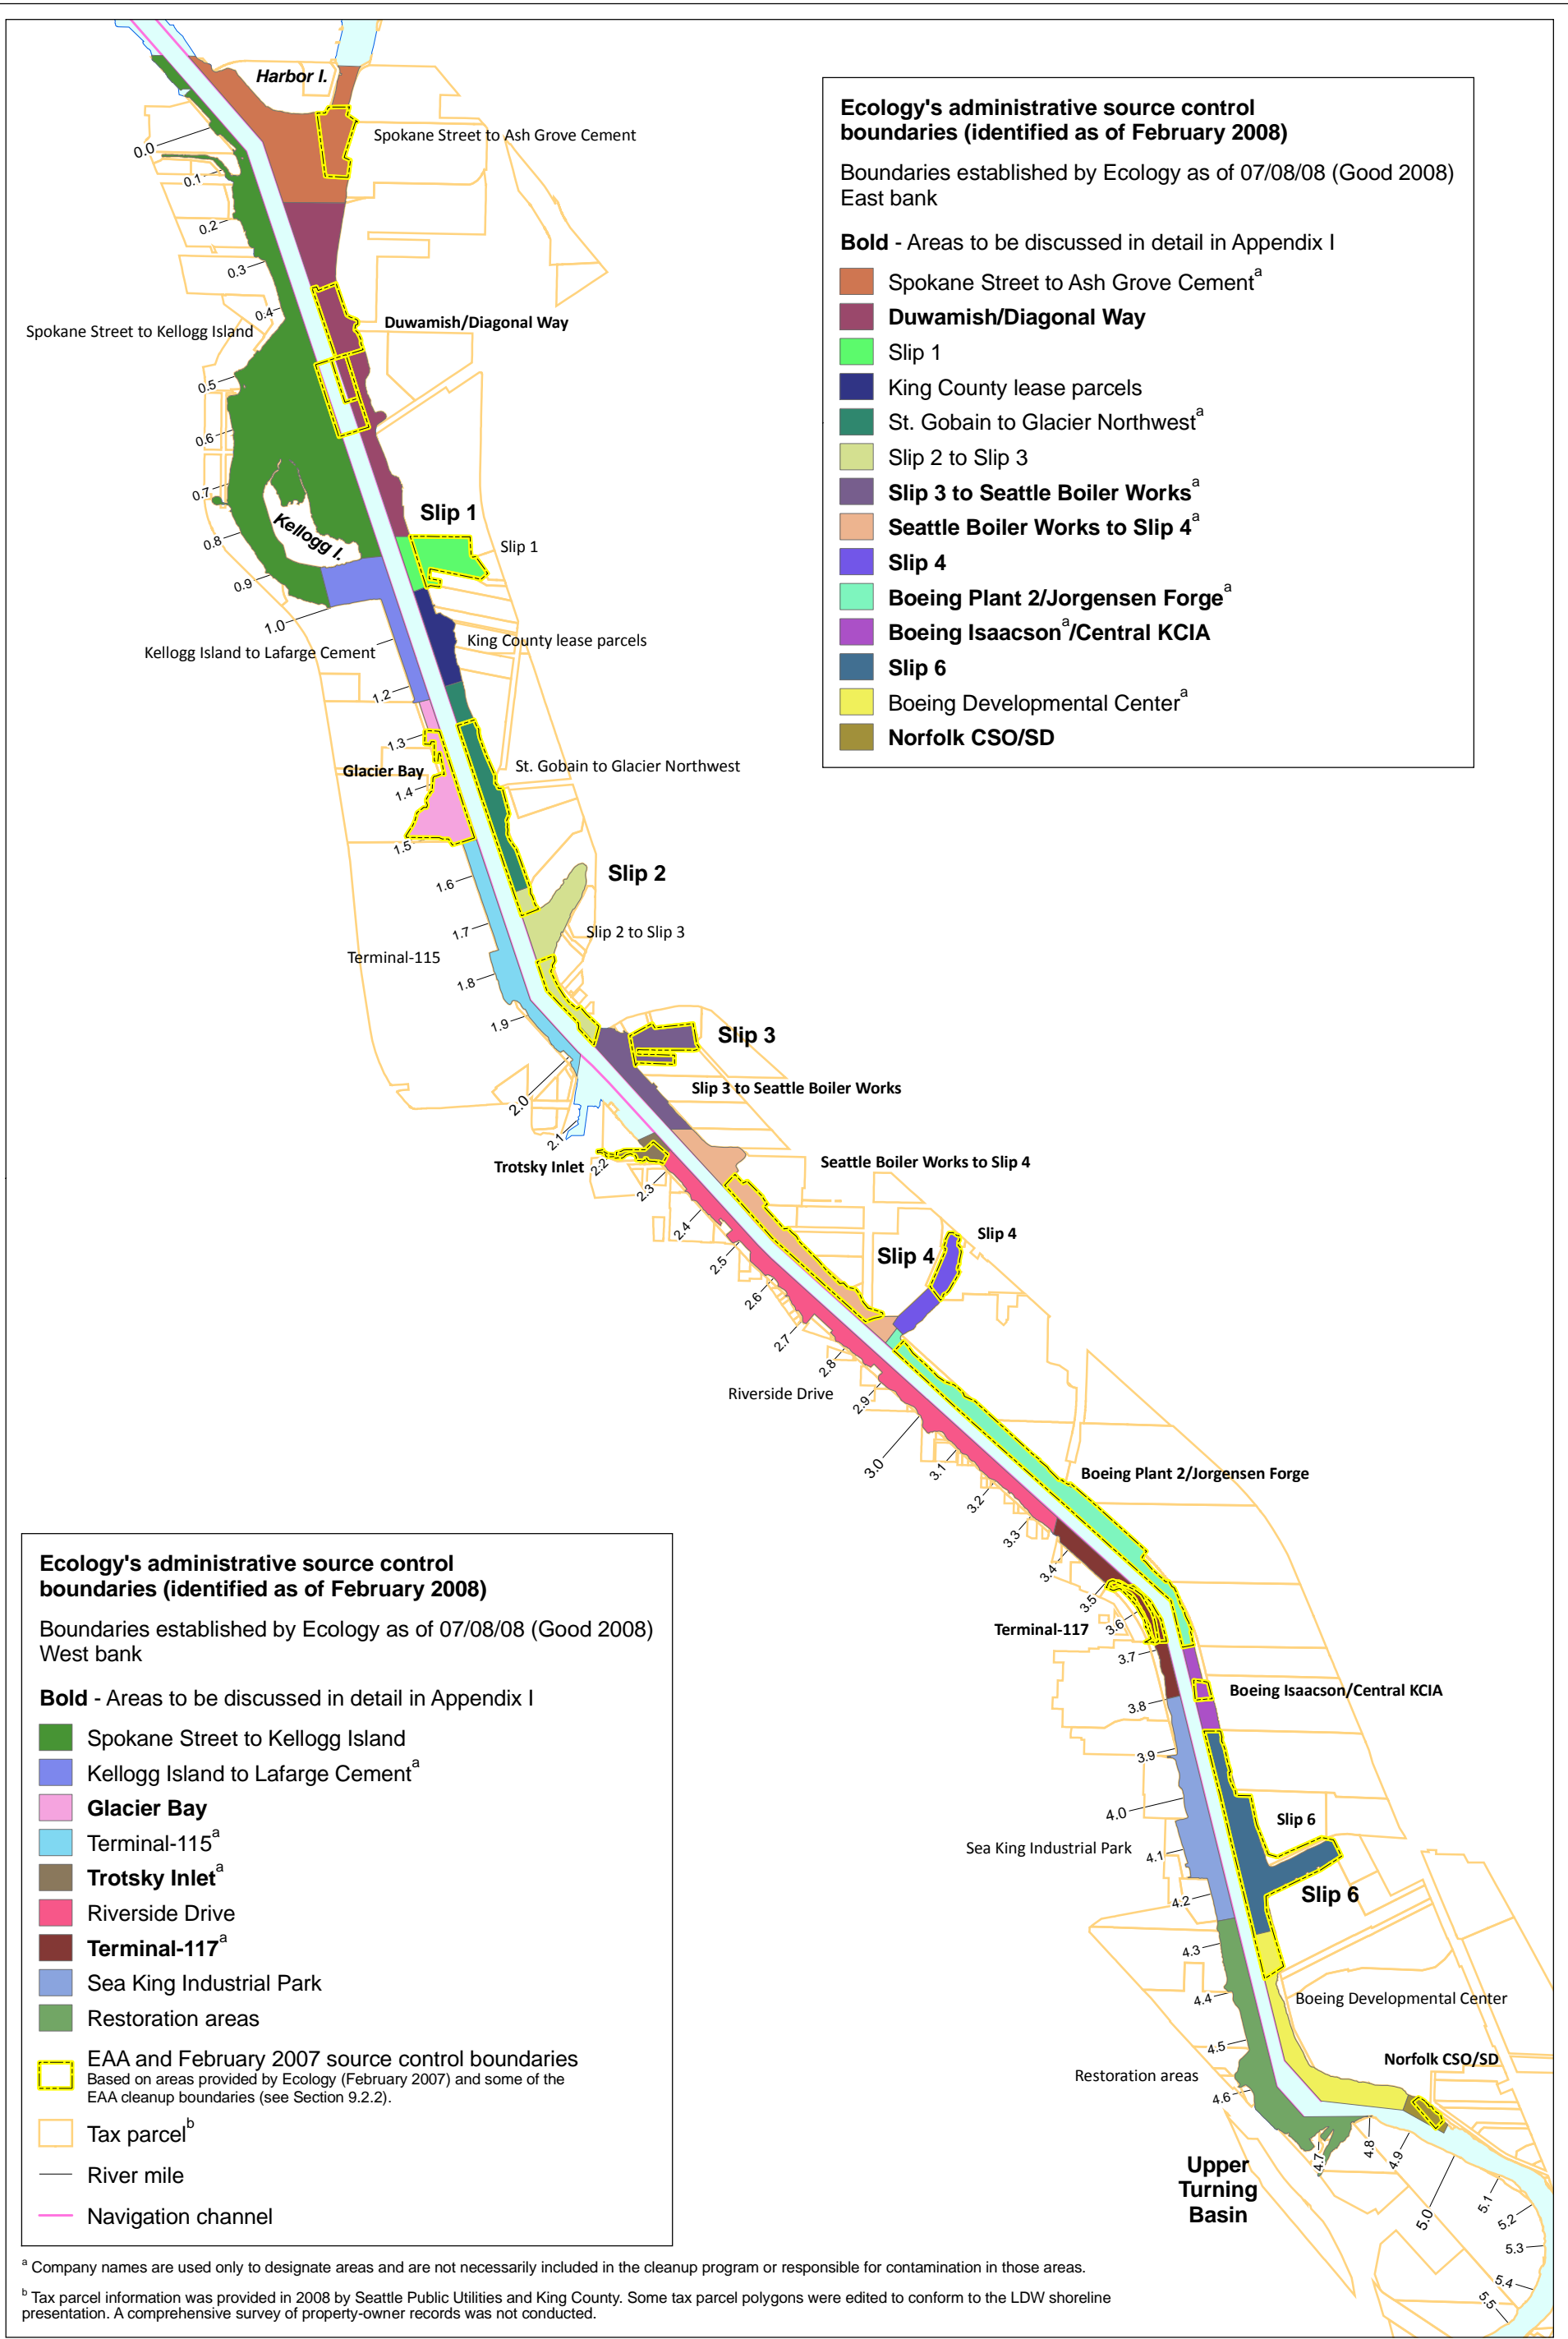 Harbor I.
Spokane Street to Ash Grove Cement
0.0
0.1
0.2
0.3
0.4
Spokane Street to Kellogg Island
Duwamish/Diagonal Way
0.5
0.6
0.7
0.8
0.9
1.0
Kellogg I.
Slip 1
Slip 1
King County lease parcels
Kellogg Island to Lafarge Cement
1.2
1.3
Glacier Bay
1.4
1.5
St. Gobain to Glacier Northwest
1.6
Slip 2
1.7
Slip 2 to Slip 3
Terminal-115
1.8
1.9
Slip 3
2.0
Slip 3 to Seattle Boiler Works
2.1
Trotsky Inlet
2.2
Seattle Boiler Works to Slip 4
2.3
2.4
2.5
Slip 4
Slip 4
2.6
2.7
2.8
Riverside Drive
2.9
3.0
3.1
Boeing Plant 2/Jorgensen Forge
3.2
3.3
3.4
3.5
Terminal-117
3.6
3.7
Boeing Isaacson/Central KCIA
3.8
3.9
4.0
Slip 6
Sea King Industrial Park
4.1
Slip 6
4.2
4.3
4.4
Boeing Developmental Center
4.5
Norfolk CSO/SD
Restoration areas
4.6
4.7
4.8
4.9
Upper
Turning
Basin
5.0
5.1
5.2
5.3
5.4
5.5
Ecology's administrative source control
boundaries (identified as of February 2008)
Boundaries established by Ecology as of 07/08/08 (Good 2008)
East bank
Bold - Areas to be discussed in detail in Appendix I
Spokane Street to Ash Grove Cement a
Duwamish/Diagonal Way
Slip 1
King County lease parcels
St. Gobain to Glacier Northwest a
Slip 2 to Slip 3
Slip 3 to Seattle Boiler Works a
Seattle Boiler Works to Slip 4 a
Slip 4
Boeing Plant 2/Jorgensen Forge a
Boeing Isaacson a/Central KCIA
Slip 6
Boeing Developmental Center a
Norfolk CSO/SD
Ecology's administrative source control
boundaries (identified as of February 2008)
Boundaries established by Ecology as of 07/08/08 (Good 2008)
West bank
Bold - Areas to be discussed in detail in Appendix I
Spokane Street to Kellogg Island
Kellogg Island to Lafarge Cement a
Glacier Bay
Terminal-115 a
Trotsky Inlet a
Riverside Drive
Terminal-117 a
Sea King Industrial Park
Restoration areas
EAA and February 2007 source control boundaries
Based on areas provided by Ecology (February 2007) and some of the
EAA cleanup boundaries (see Section 9.2.2).
Tax parcel b
River mile
Navigation channel
a Company names are used only to designate areas and are not necessarily included in the cleanup program or responsible for contamination in those areas.
b Tax parcel information was provided in 2008 by Seattle Public Utilities and King County. Some tax parcel polygons were edited to conform to the LDW shoreline
presentation. A comprehensive survey of property-owner records was not conducted.